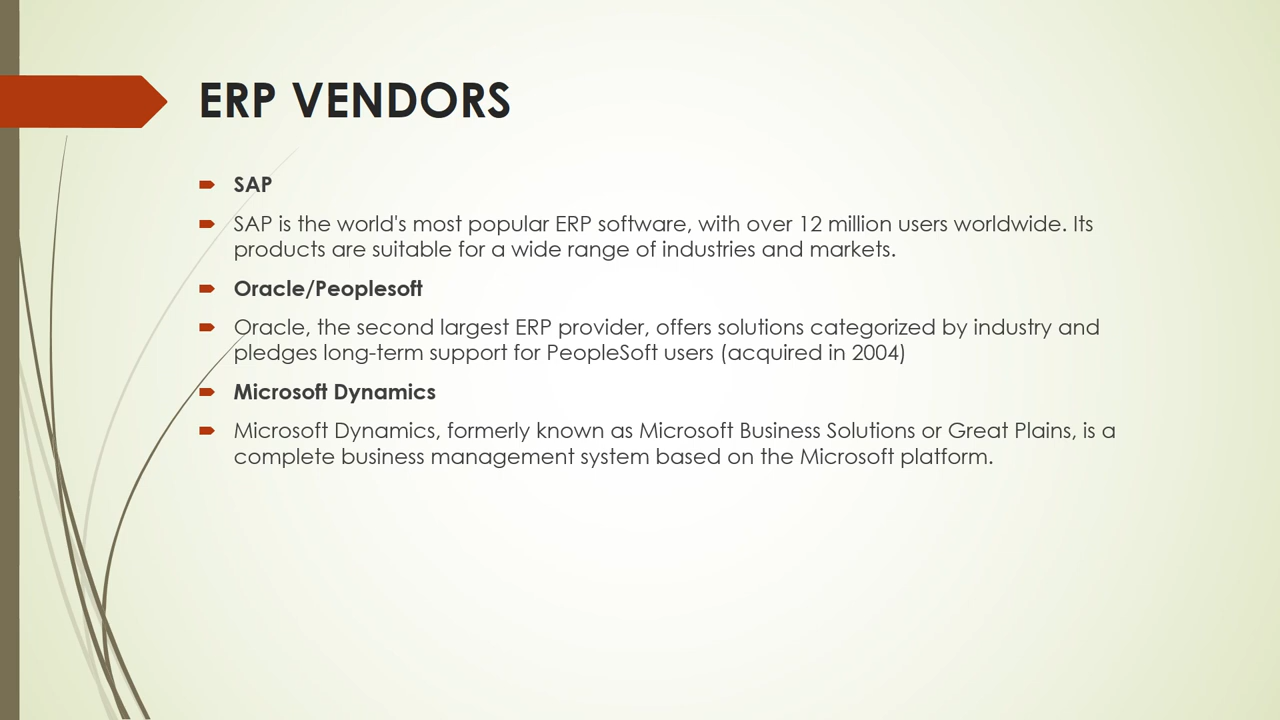 ERP VENDORS
SAP
SAP is the world's most popular ERP software, with over 12 million users worldwide. Its
products are suitable for a wide range of industries and markets.
Oracle/Peoplesoft
Oracle, the second largest ERP provider, offers solutions categorized by industry and
pledges long-term support for PeopleSoft users (acquired in 2004)
Microsoft Dynamics
Microsoft Dynamics, formerly known as Microsoft Business Solutions or Great Plains, is a
complete business management system based on the Microsoft platform.